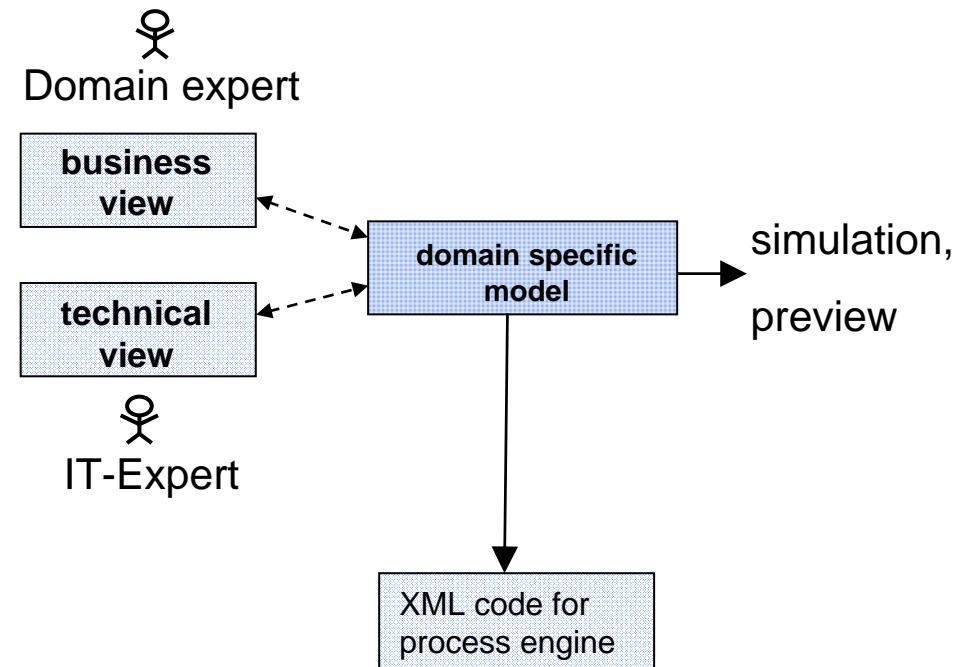 Domain expert
business
view
domain specific
model
simulation,
preview
technical
view
IT-Expert
XML code for
process engine